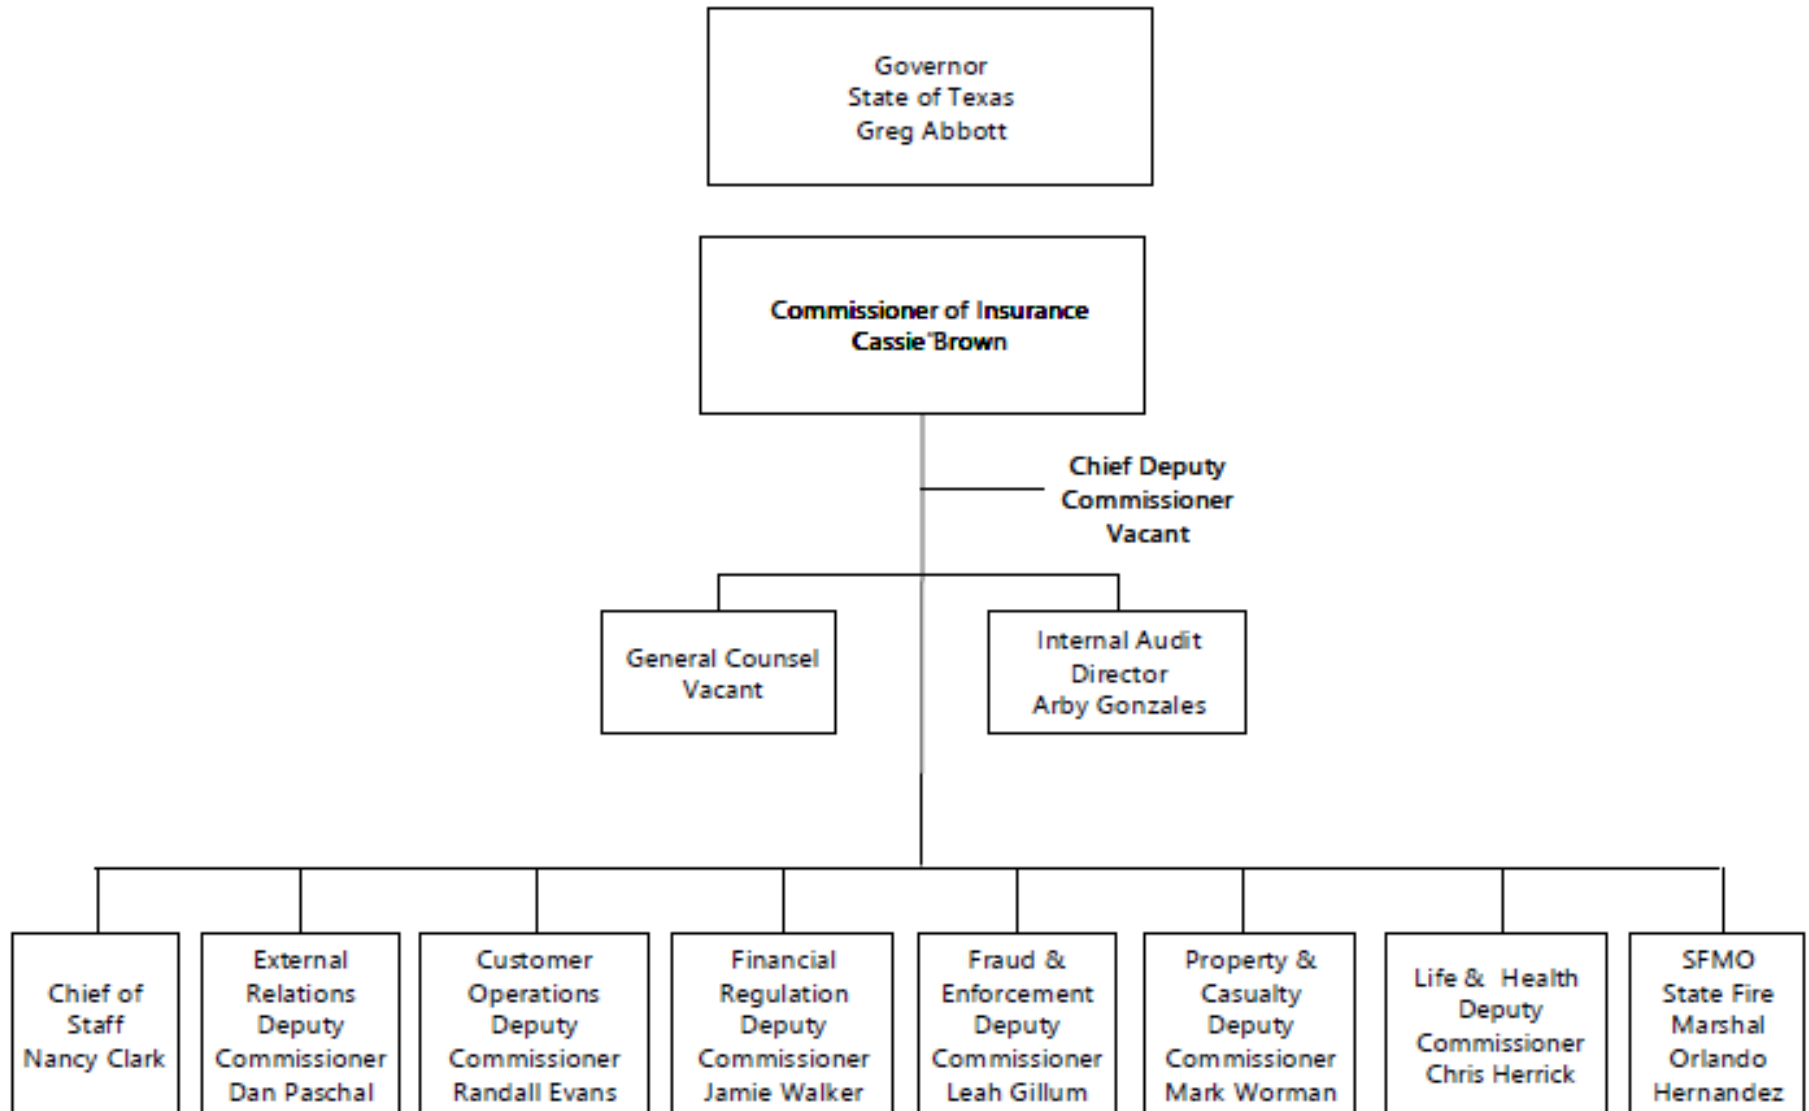 Governor
State of Texas
Greg Abbott
Commissioner of Insurance
Cassie Brown
Chief Deputy
Commissioner
Vacant
General Counsel
Vacant
Internal Audit
Director
Arby Gonzales
Chief of
Staff
Nancy Clark
External
Relations
Deputy
Commissioner
Dan Paschal
Customer
Operations
Deputy
Commissioner
Randall Evans
Financial
Regulation
Deputy
Commissioner
Jamie Walker
Fraud &
Enforcement
Deputy
Commissioner
Leah Gillum
Property &
Casualty
Deputy
Commissioner
Mark Worman
Life & Health
Deputy
Commissioner
Chris Herrick
SFMO
State Fire
Marshal
Orlando
Hernandez